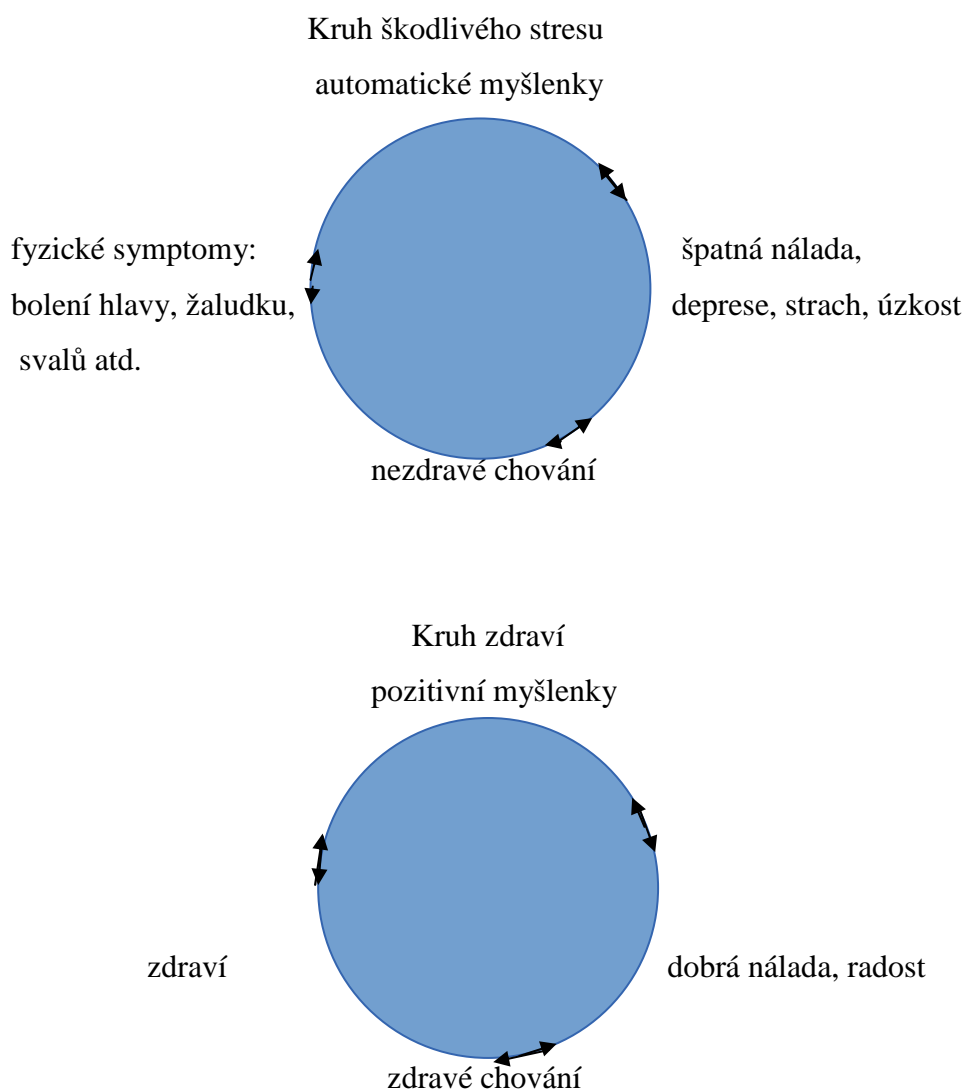 Kruh škodlivého stresu
automatické myšlenky
fyzické symptomy:
bolení hlavy, žaludku,
svalů atd.
špatná nálada,
deprese, strach, úzkost
nezdravé chování
Kruh zdraví
pozitivní myšlenky
zdraví
dobrá nálada, radost
zdravé chování